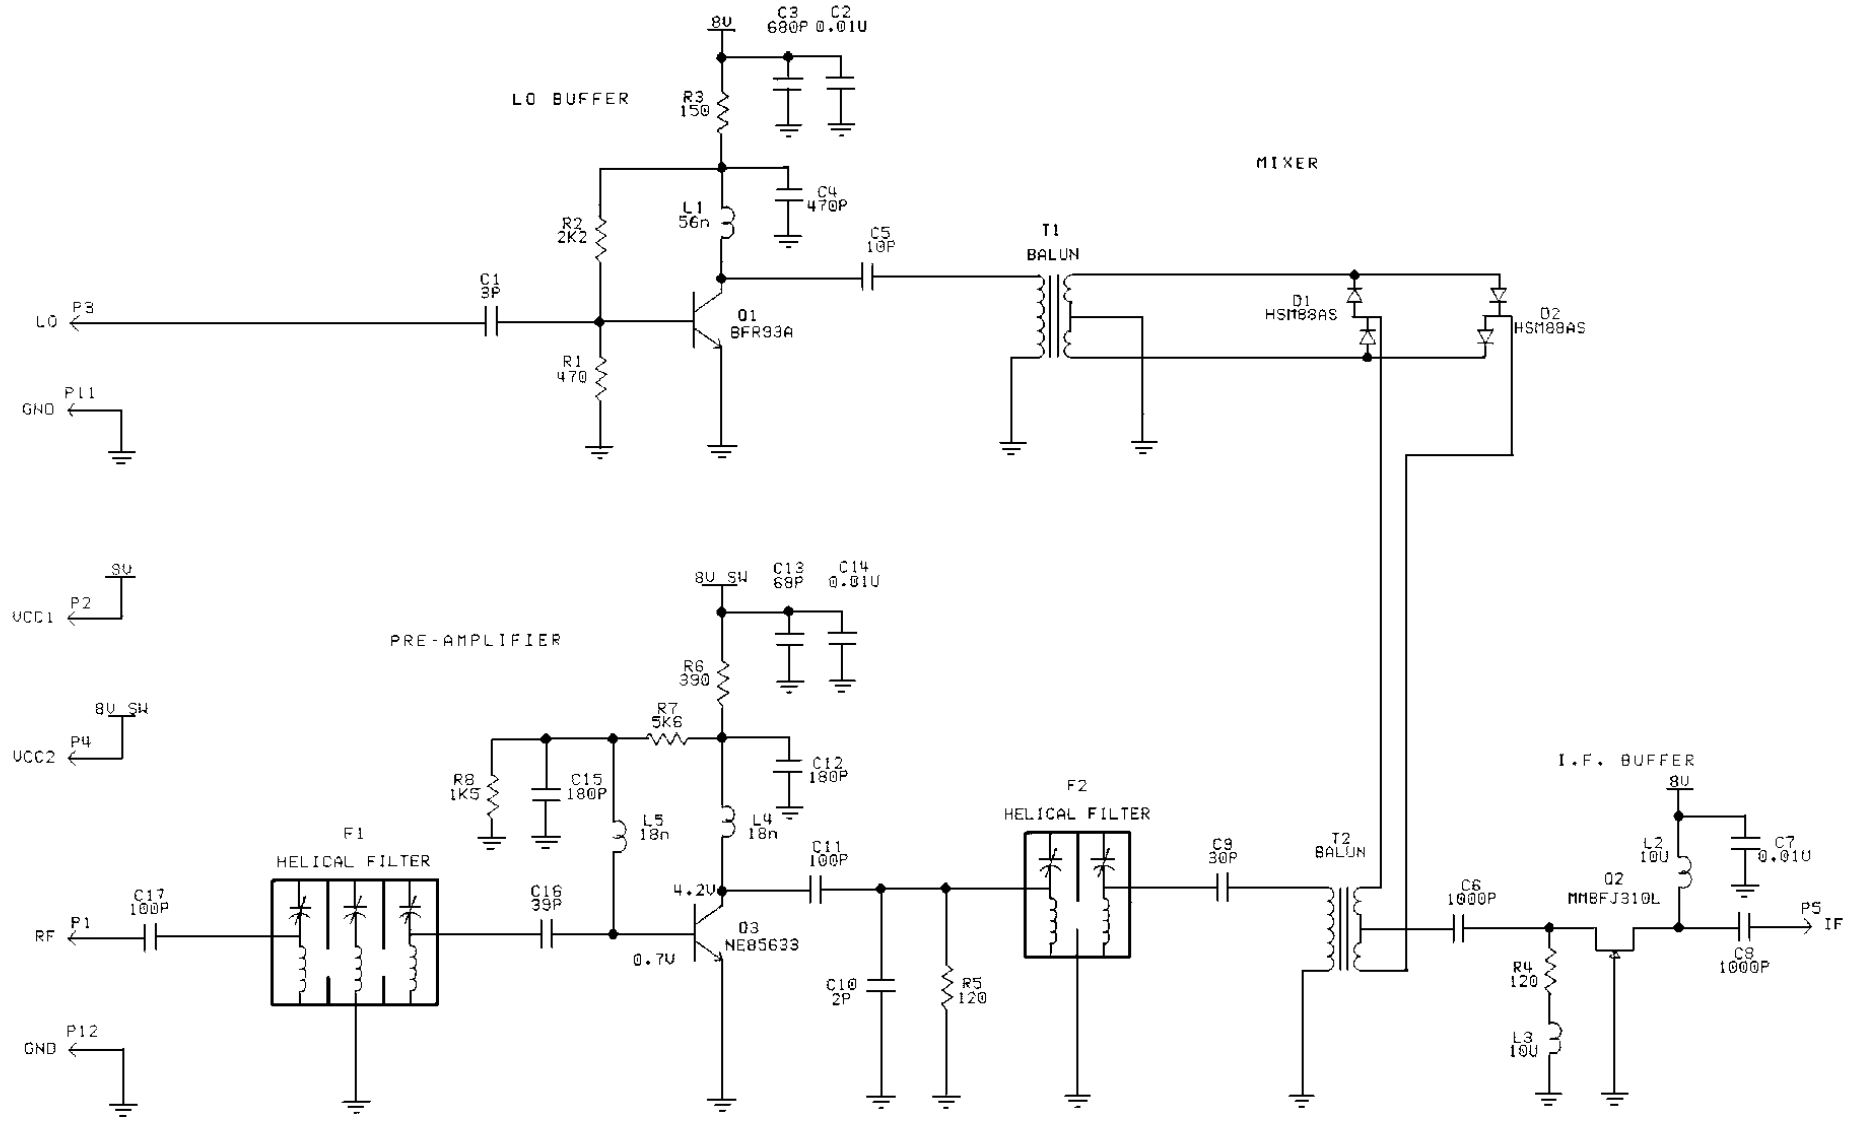 8V
C3
680P
C2
0.01U
LO BUFFER
R3
150
MIXER
R2
2K2
L1
56n
C4
470P
C5
10P
T1
BALUN
C1
3P
LO
P3
Q1
BFR93A
D1
HSM88AS
D2
HSM88AS
R1
470
GND
P11
8V
VCC1
P2
PRE-AMPLIFIER
8V SW
C13
68P
C14
0.01U
R6
390
8V SW
VCC2
P4
R7
5K6
R8
1K5
C15
180P
L5
18n
L4
18n
C12
180P
F2
HELICAL FILTER
I.F. BUFFER
8V
F1
HELICAL FILTER
C11
100P
C9
30P
T2
BALUN
L2
10U
C7
0.01U
RF
P1
C17
100P
C16
39P
4.2V
Q3
NE85633
0.7V
C6
1000P
Q2
MMBFJ310L
P5
IF
C10
2P
R5
120
R4
120
C8
1000P
L3
10U
GND
P12